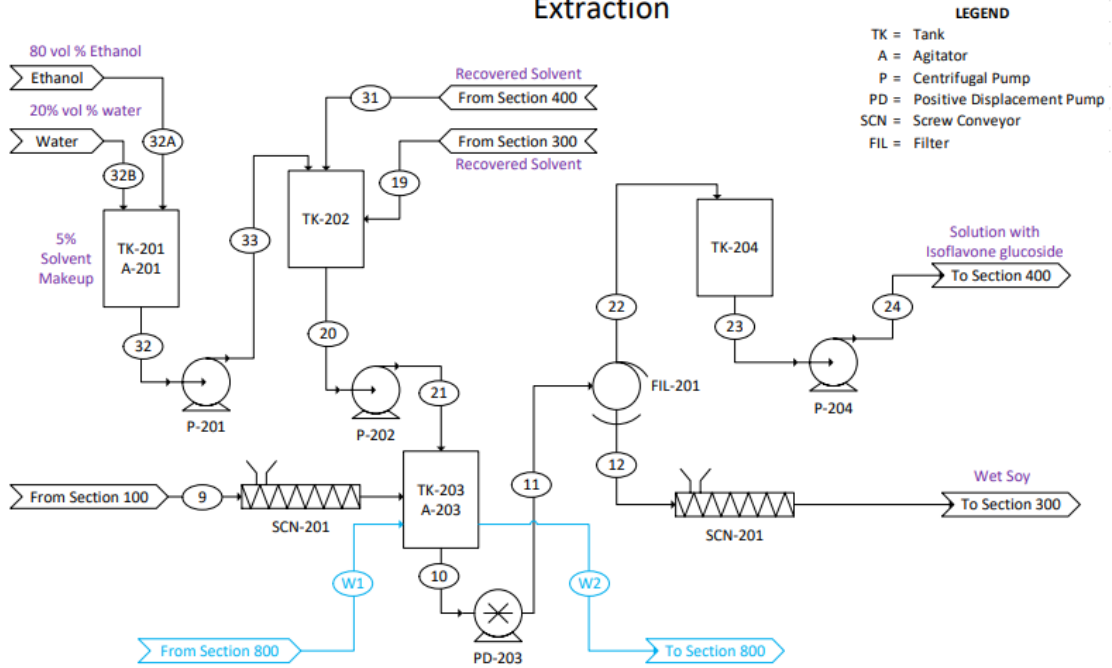 Extraction
LEGEND
TK = Tank
A = Agitator
P = Centrifugal Pump
PD = Positive Displacement Pump
SCN = Screw Conveyor
FIL = Filter
80 vol % Ethanol
Ethanol
20% vol % water
Water
32A
32B
5%
Solvent
Makeup
TK-201
A-201
32
P-201
33
31
Recovered Solvent
From Section 400
From Section 300
Recovered Solvent
19
TK-202
20
P-202
21
From Section 100
9
SCN-201
TK-203
A-203
10
PD-203
11
W1
W2
From Section 800
To Section 800
FIL-201
22
12
TK-204
23
P-204
24
Solution with
Isoflavone glucoside
To Section 400
SCN-201
Wet Soy
To Section 300